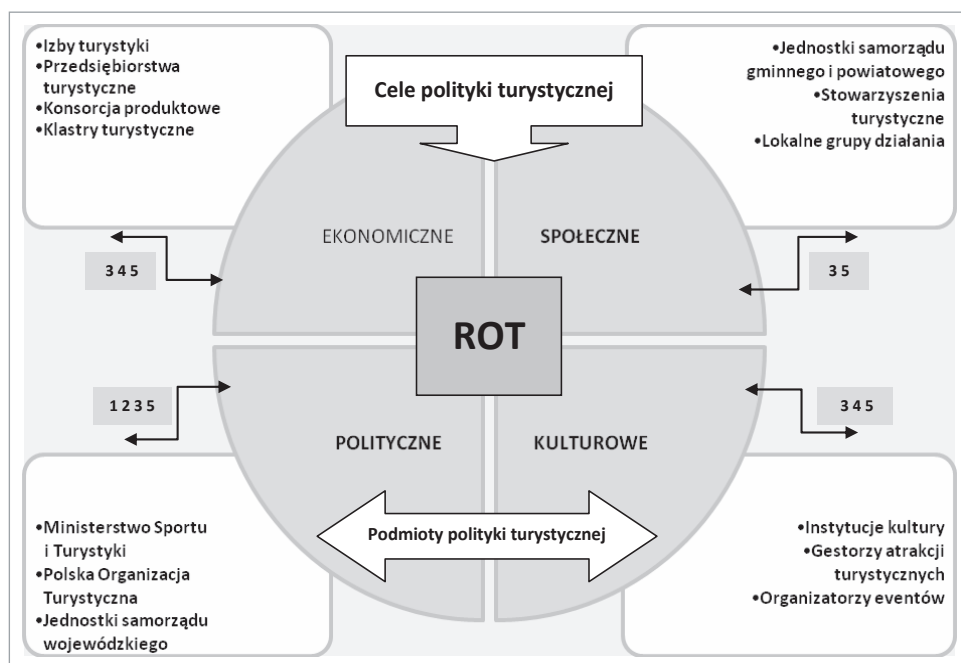 •Izby turystyki
•Przedsiębiorstwa
turystyczne
•Konsorcja produktowe
•Klastry turystyczne
Cele polityki turystycznej
•Jednostki samorządu
gminnego i powiatowego
•Stowarzyszenia
turystyczne
•Lokalne grupy działania
EKONOMICZNE
SPOŁECZNE
3 4 5
3 5
ROT
1 2 3 5
3 4 5
POLITYCZNE
KULTUROWE
Podmioty polityki turystycznej
•Ministerstwo Sportu
i Turystyki
•Polska Organizacja
Turystyczna
•Jednostki samorządu
wojewódzkiego
•Instytucje kultury
•Gestorzy atrakcji
turystycznych
•Organizatorzy eventów